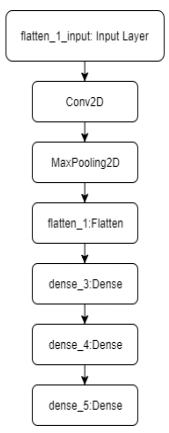 flatten_1_input: Input Layer
Conv2D
MaxPooling2D
flatten_1:Flatten
dense_3:Dense
dense_4:Dense
dense_5:Dense